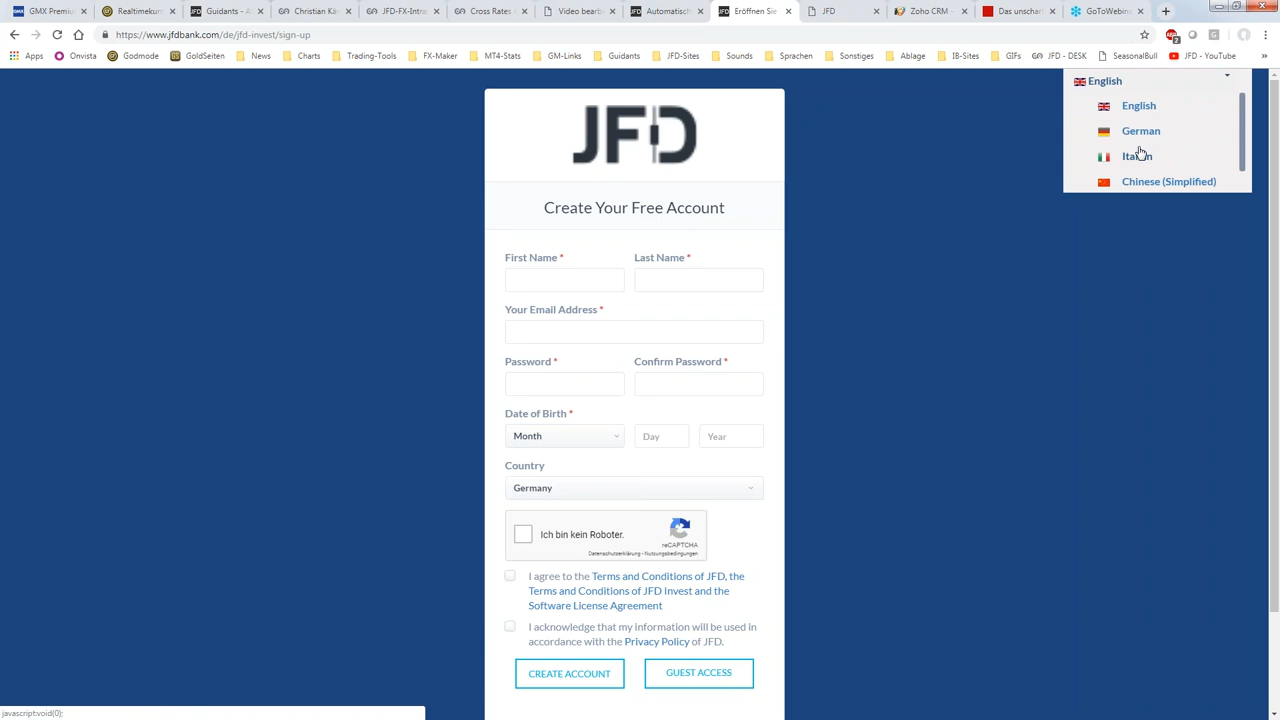 GMX Premiu
Realtimekurs
Guidants - A
Christian Kä
JFD-FX-Intra
Cross Rates
Video bearb
Automatisch
Eröffnen Sie
JFD
Zoho CRM -
Das unschar
GoToWebina
https://www.jfdbank.com/de/jfd-invest/sign-up
Apps
Onvista
Godmode
GoldSeiten
News
Charts
Trading-Tools
FX-Maker
MT4-Stats
GM-Links
Guidants
JFD-Sites
Sounds
Sprachen
Sonstiges
Ablage
IB-Sites
GIFs
JFD - DESK
SeasonalBull
JFD - YouTube
»
English
English
German
Italian
Chinese (Simplified)
JFD
Create Your Free Account
First Name *
Last Name *
Your Email Address *
Password *
Confirm Password *
Date of Birth *
Month
Day
Year
Country
Germany
Ich bin kein Roboter.
reCAPTCHA
Datenschutzerklärung - Nutzungsbedingungen
I agree to the Terms and Conditions of JFD, the
Terms and Conditions of JFD Invest and the
Software License Agreement
I acknowledge that my information will be used in
accordance with the Privacy Policy of JFD.
CREATE ACCOUNT
GUEST ACCESS
javascript:void(0);